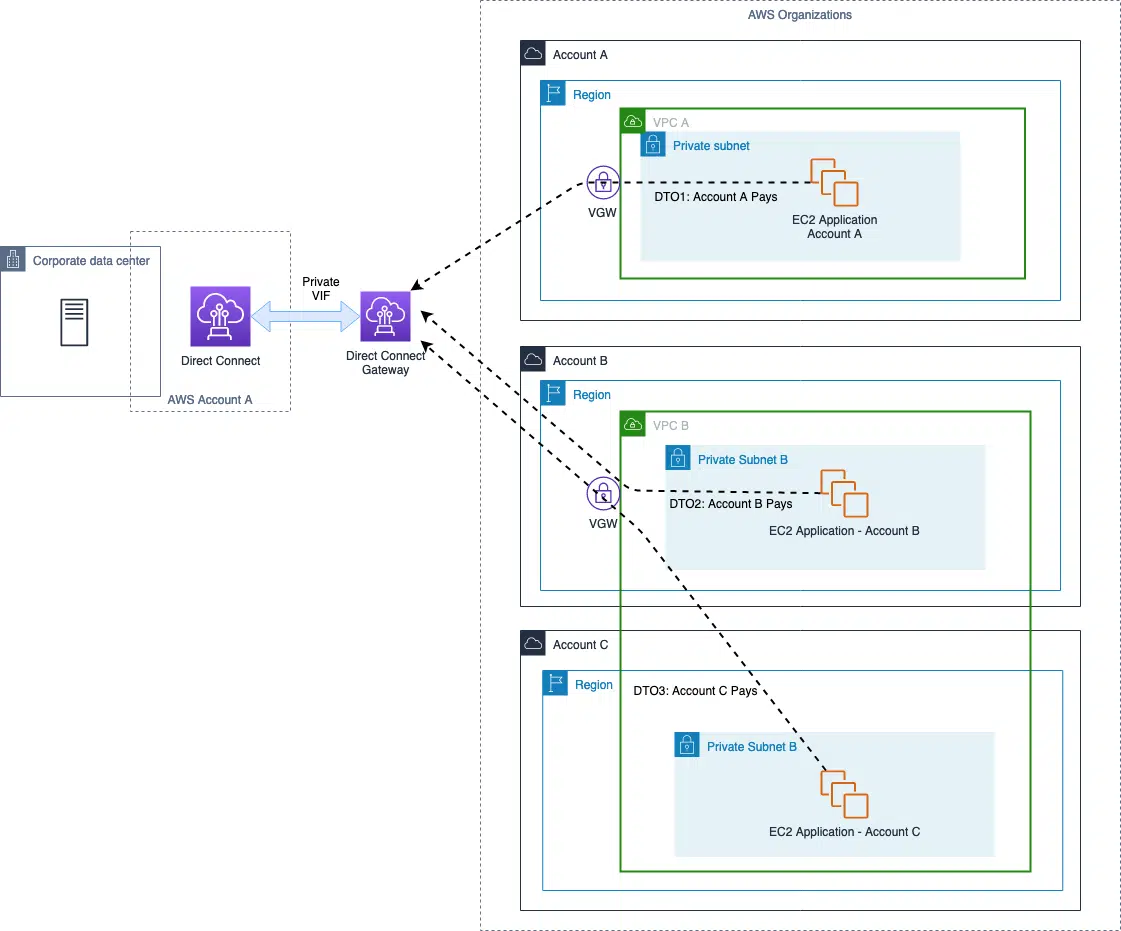 AWS Organizations
Account A
Region
VPC A
Private subnet
DTO1: Account A Pays
VGW
EC2 Application
Account A
Corporate data center
Private
VIF
Direct Connect
Direct Connect
Gateway
AWS Account A
Account B
Region
VPC B
Private Subnet B
DTO2: Account B Pays
VGW
EC2 Application - Account B
Account C
Region
DTO3: Account C Pays
Private Subnet B
EC2 Application - Account C